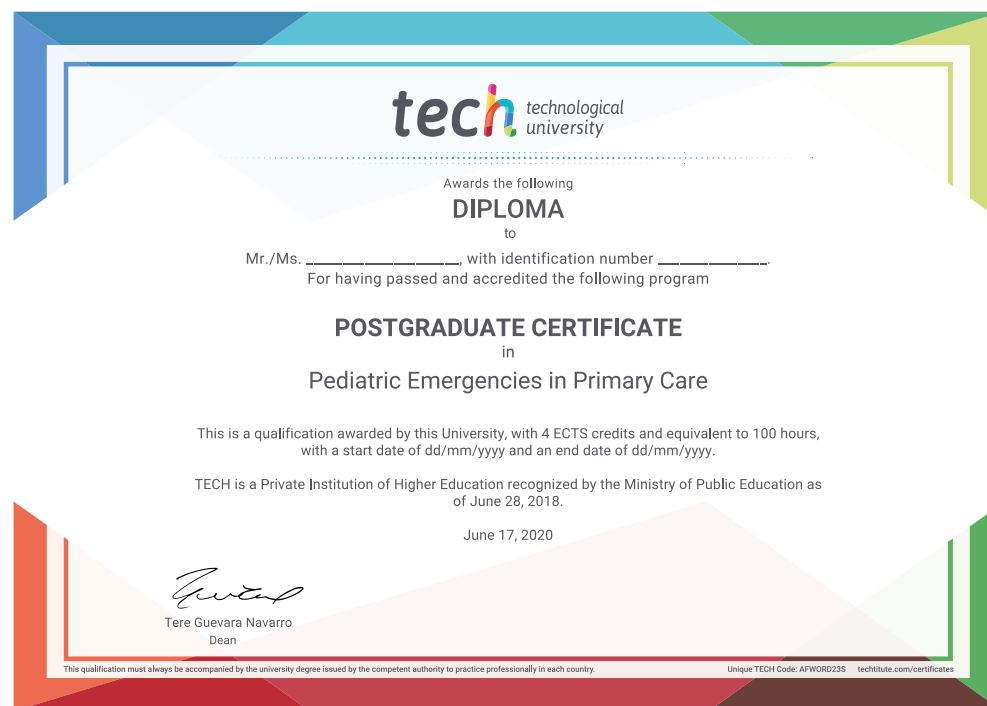 tech technological
university
Awards the following
DIPLOMA
to
Mr./Ms. _________________, with identification number ____________.
For having passed and accredited the following program
POSTGRADUATE CERTIFICATE
in
Pediatric Emergencies in Primary Care
This is a qualification awarded by this University, with 4 ECTS credits and equivalent to 100 hours,
with a start date of dd/mm/yyyy and an end date of dd/mm/yyyy.
TECH is a Private Institution of Higher Education recognized by the Ministry of Public Education as
of June 28, 2018.
June 17, 2020
Tere Guevara Navarro
Dean
This qualification must always be accompanied by the university degree issued by the competent authority to practice professionally in each country.
Unique TECH Code: AFWORD23S techtitute.com/certificates